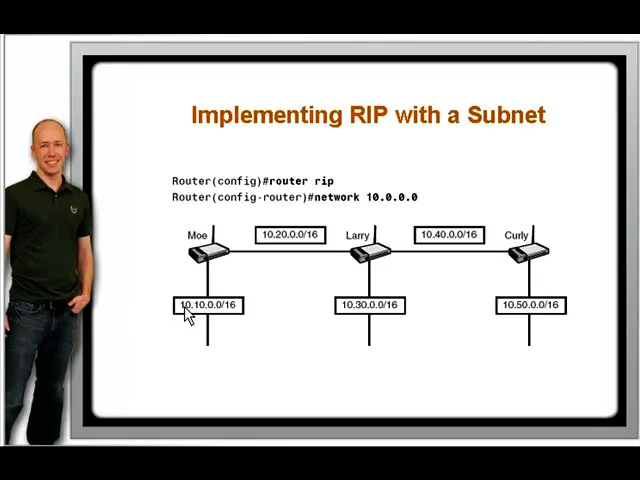 Implementing RIP with a Subnet
Router(config)#router rip
Router(config-router)#network 10.0.0.0
Moe
10.20.0.0/16
Larry
10.40.0.0/16
Curly
10.10.0.0/16
10.30.0.0/16
10.50.0.0/16